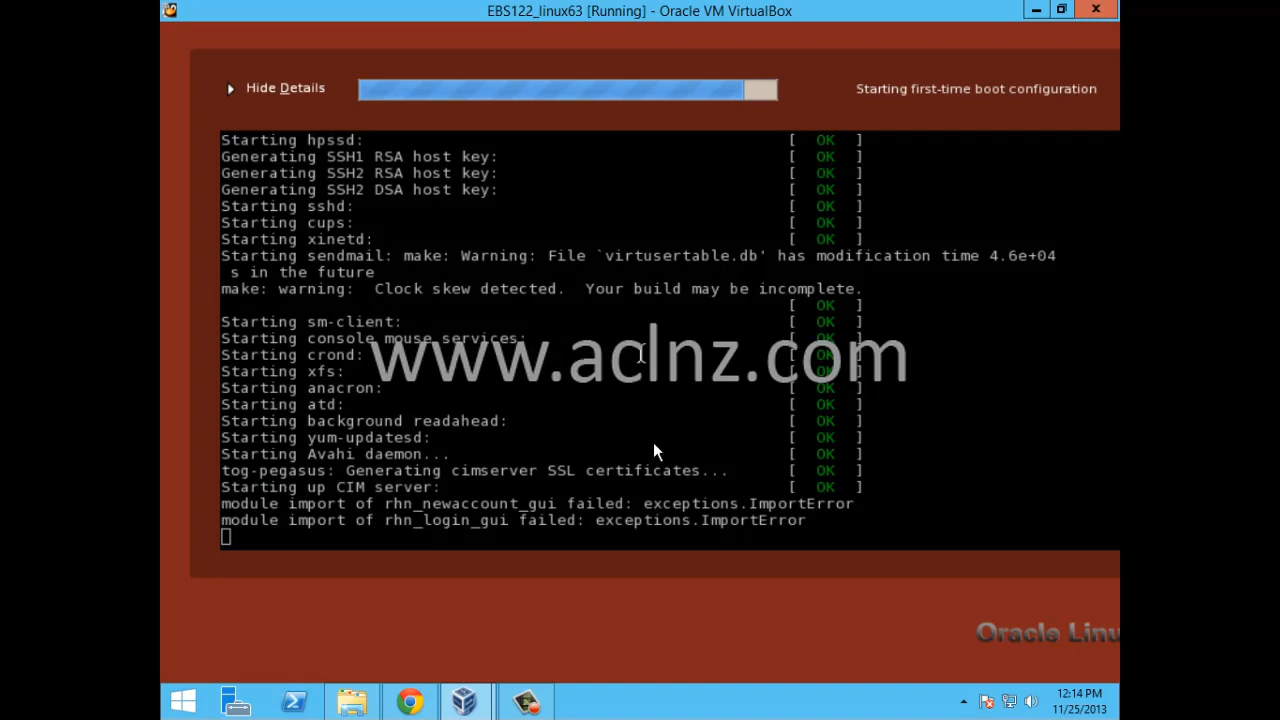 EBS122_linux63 [Running] - Oracle VM VirtualBox
Hide Details
Starting first-time boot configuration
Starting hpssd: [ OK ]
Generating SSH1 RSA host key: [ OK ]
Generating SSH2 RSA host key: [ OK ]
Generating SSH2 DSA host key: [ OK ]
Starting sshd: [ OK ]
Starting cups: [ OK ]
Starting xinetd: [ OK ]
Starting sendmail: make: Warning: File `virtusertable.db' has modification time 4.6e+04
s in the future
make: warning:  Clock skew detected.  Your build may be incomplete.
[ OK ]
Starting sm-client: [ OK ]
Starting console mouse services: [ OK ]
Starting crond: [ OK ]
Starting xfs: [ OK ]
Starting anacron: [ OK ]
Starting atd: [ OK ]
Starting background readahead: [ OK ]
Starting yum-updatesd: [ OK ]
Starting Avahi daemon... [ OK ]
tog-pegasus: Generating cimserver SSL certificates... [ OK ]
Starting up CIM server: [ OK ]
module import of rhn_newaccount_gui failed: exceptions.ImportError
module import of rhn_login_gui failed: exceptions.ImportError
www.aclnz.com
Oracle Linu
12:14 PM
11/25/2013